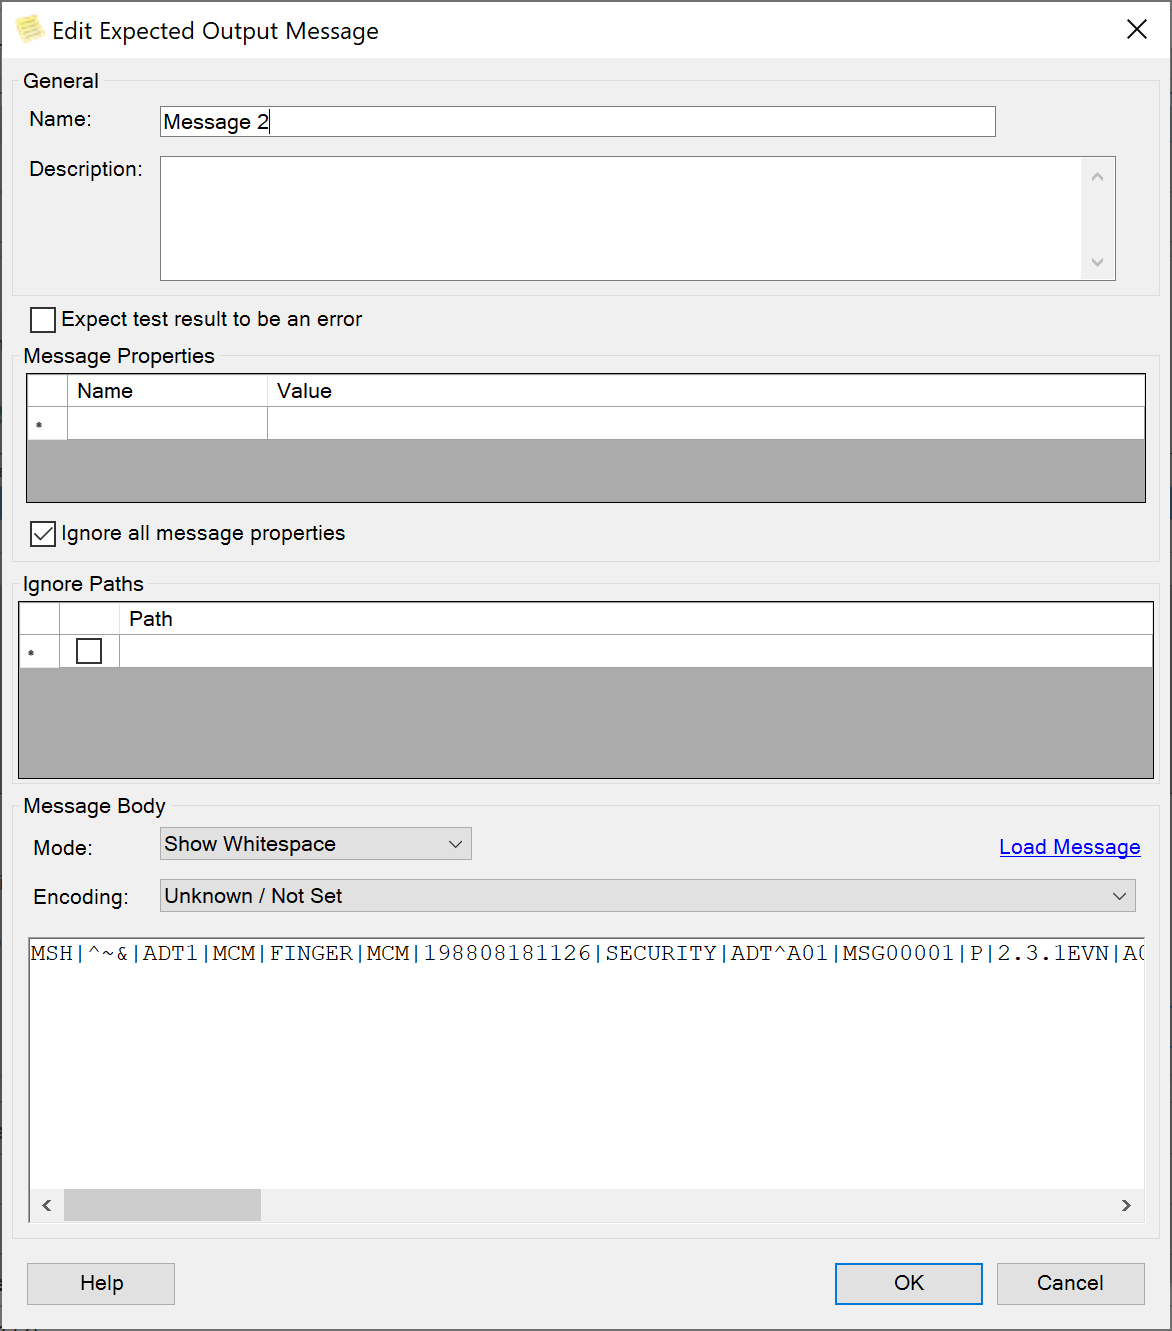 Edit Expected Output Message
General
Name:
Message 2
Description:
Expect test result to be an error
Message Properties
Name Value
*
Ignore all message properties
Ignore Paths
Path
*
Message Body
Mode:
Show Whitespace
Load Message
Encoding:
Unknown / Not Set
MSH|^~&|ADT1|MCM|FINGER|MCM|198808181126|SECURITY|ADT^A01|MSG00001|P|2.3.1EVN|A0
Help
OK
Cancel